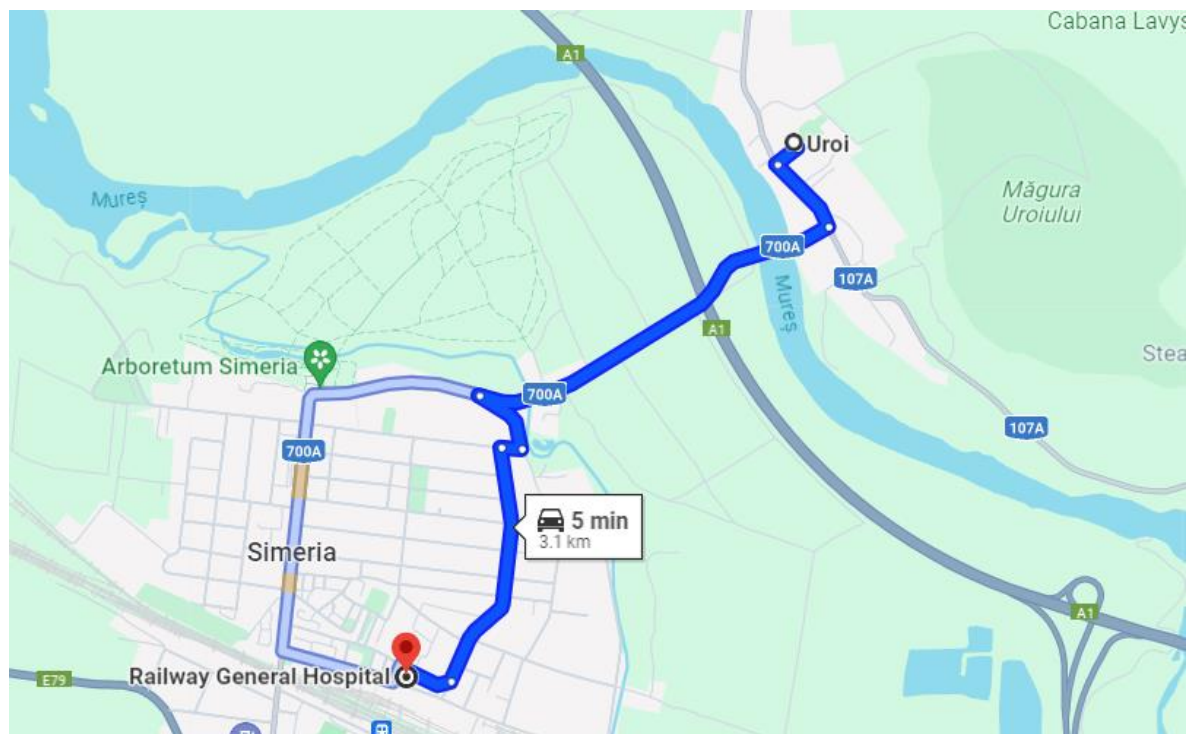 Cabana Lavys
A1
Uroi
Mureș
Măgura
Uroiului
700A
107A
Mureș
A1
Stea
Arboretum Simeria
700A
107A
700A
5 min
3.1 km
Simeria
A1
Railway General Hospital
E79